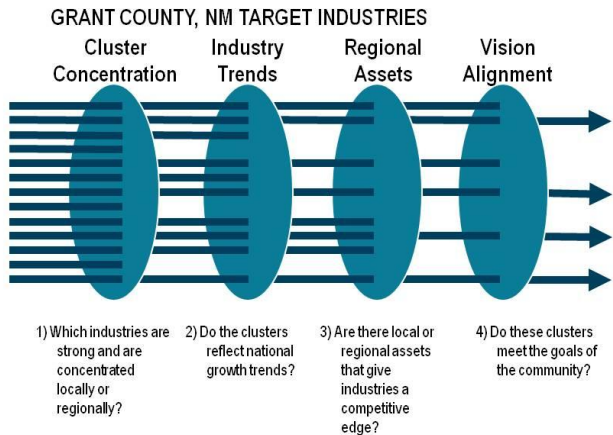 GRANT COUNTY, NM TARGET INDUSTRIES
Cluster
Concentration
Industry
Trends
Regional
Assets
Vision
Alignment
1) Which industries are
strong and are
concentrated
locally or
regionally?
2) Do the clusters
reflect national
growth trends?
3) Are there local or
regional assets
that give
industries a
competitive
edge?
4) Do these clusters
meet the goals of
the community?